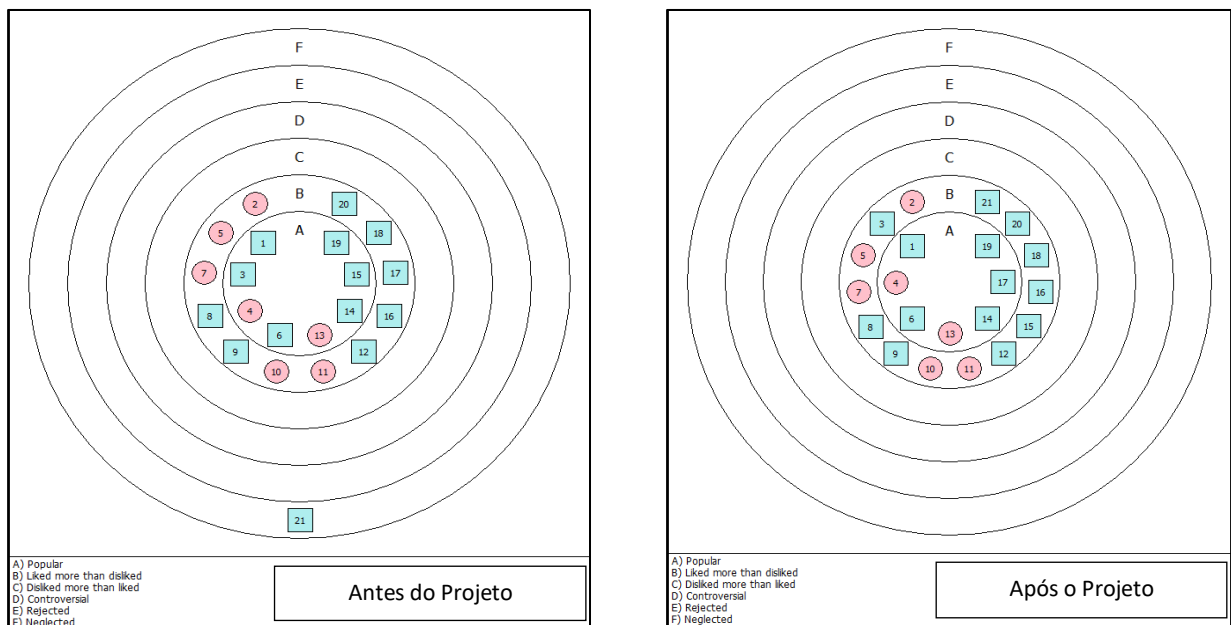 F
E
D
C
B
A
2
20
5
18
1
19
7
3
15
17
4
14
8
16
6
13
9
12
10
11
21
A) Popular
B) Liked more than disliked
C) Disliked more than liked
D) Controversial
E) Rejected
F) Neglected
Antes do Projeto
F
E
D
C
B
A
2
21
3
20
1
19
5
18
4
17
7
16
6
14
8
15
13
9
12
10
11
A) Popular
B) Liked more than disliked
C) Disliked more than liked
D) Controversial
E) Rejected
F) Neglected
Após o Projeto